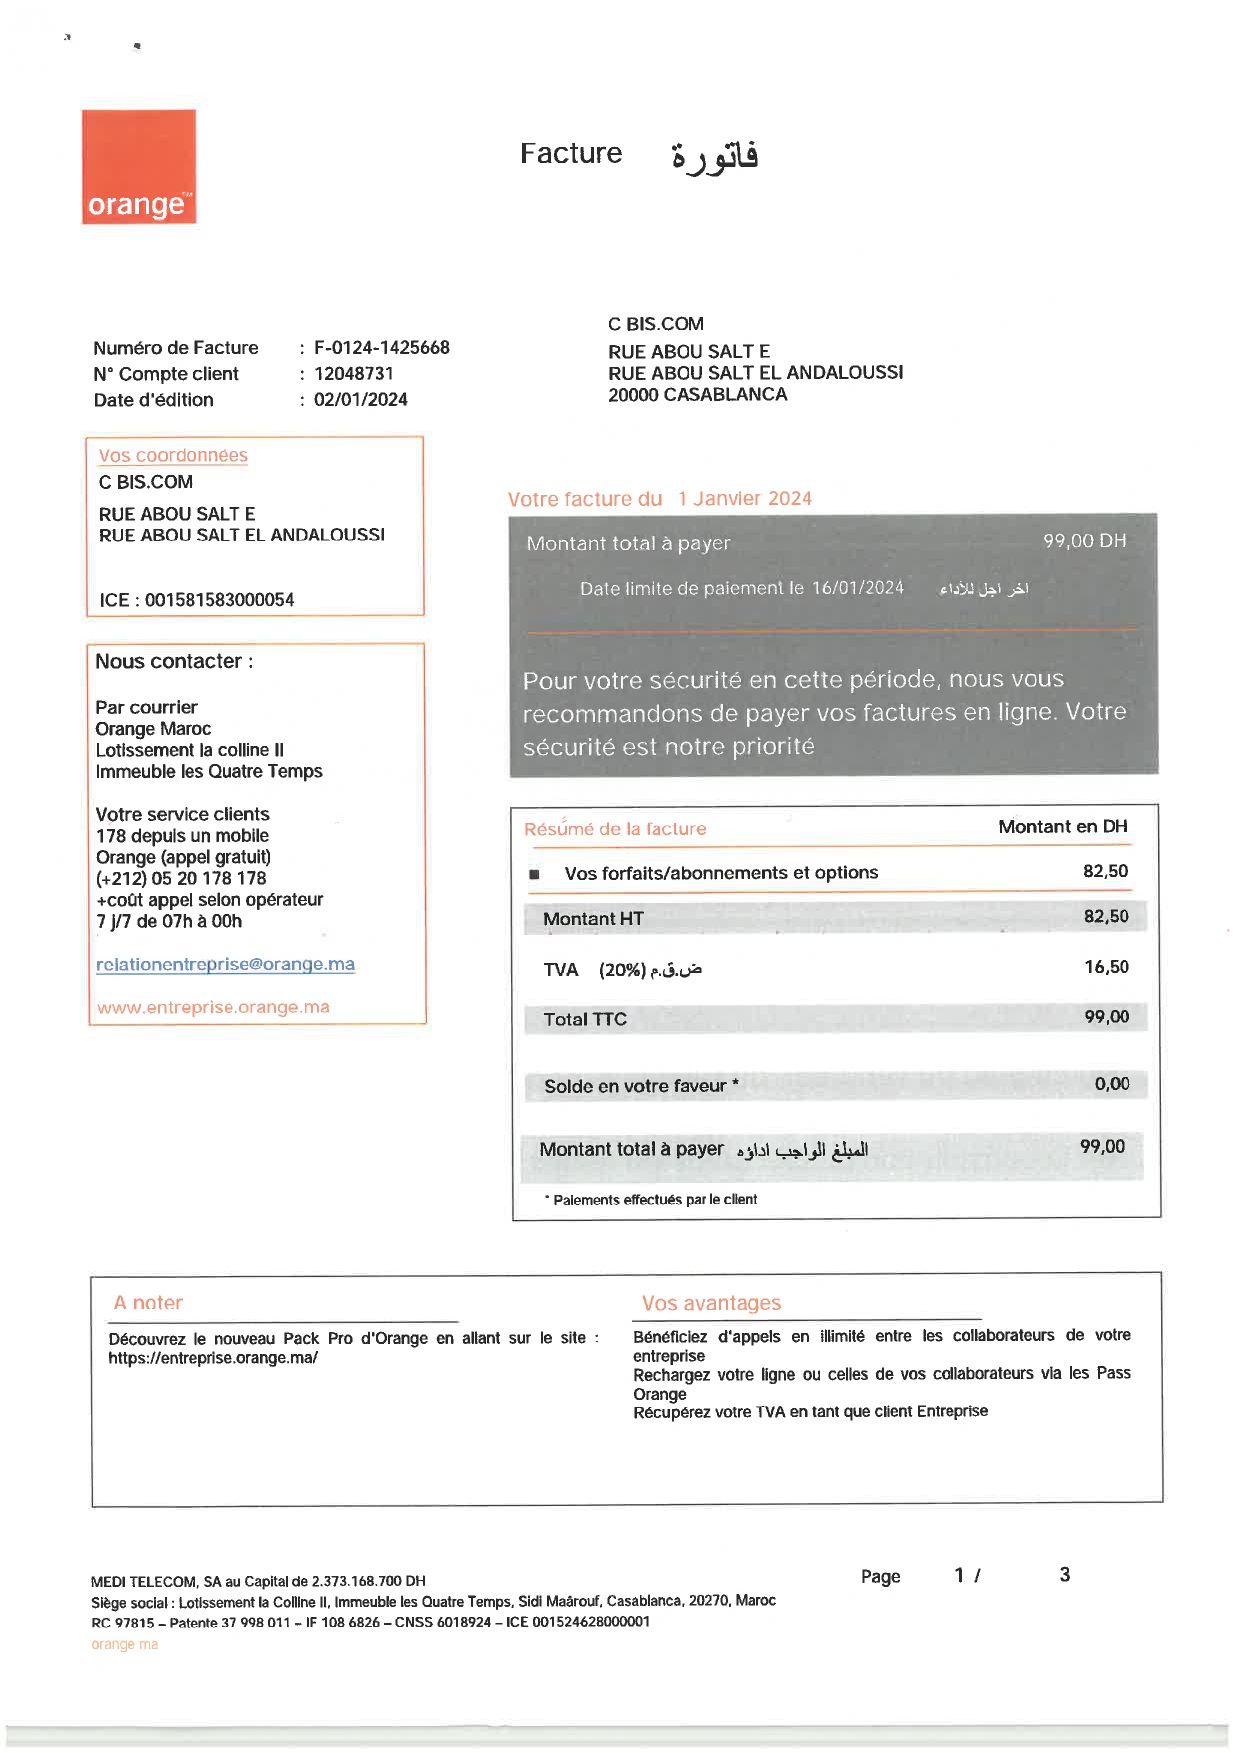 orange™
Facture فاتورة
Numéro de Facture : F-0124-1425668
N° Compte client : 12048731
Date d'édition : 02/01/2024
C BIS.COM
RUE ABOU SALT E
RUE ABOU SALT EL ANDALOUSSI
20000 CASABLANCA
Vos coordonnées
C BIS.COM
RUE ABOU SALT E
RUE ABOU SALT EL ANDALOUSSI
ICE : 001581583000054
Nous contacter :
Par courrier
Orange Maroc
Lotissement la colline II
Immeuble les Quatre Temps
Votre service clients
178 depuis un mobile
Orange (appel gratuit)
(+212) 05 20 178 178
+coût appel selon opérateur
7 j/7 de 07h à 00h
relationentreprise@orange.ma
www.entreprise.orange.ma
Votre facture du 1 Janvier 2024
Montant total à payer 99,00 DH
Date limite de paiement le 16/01/2024 اخر اجل للأداء
Pour votre sécurité en cette période, nous vous
recommandons de payer vos factures en ligne. Votre
sécurité est notre priorité
Résumé de la facture Montant en DH
■ Vos forfaits/abonnements et options 82,50
Montant HT 82,50
TVA (20%) ض.ق.م 16,50
Total TTC 99,00
Solde en votre faveur * 0,00
Montant total à payer المبلغ الواجب اداؤه 99,00
* Paiements effectués par le client
A noter
Découvrez le nouveau Pack Pro d'Orange en allant sur le site :
https://entreprise.orange.ma/
Vos avantages
Bénéficiez d'appels en illimité entre les collaborateurs de votre
entreprise
Rechargez votre ligne ou celles de vos collaborateurs via les Pass
Orange
Récupérez votre TVA en tant que client Entreprise
MEDI TELECOM, SA au Capital de 2.373.168.700 DH
Siège social : Lotissement la Colline II, Immeuble les Quatre Temps, Sidi Maârouf, Casablanca, 20270, Maroc
RC 97815 – Patente 37 998 011 – IF 108 6826 – CNSS 6018924 – ICE 001524628000001
orange ma
Page 1 / 3